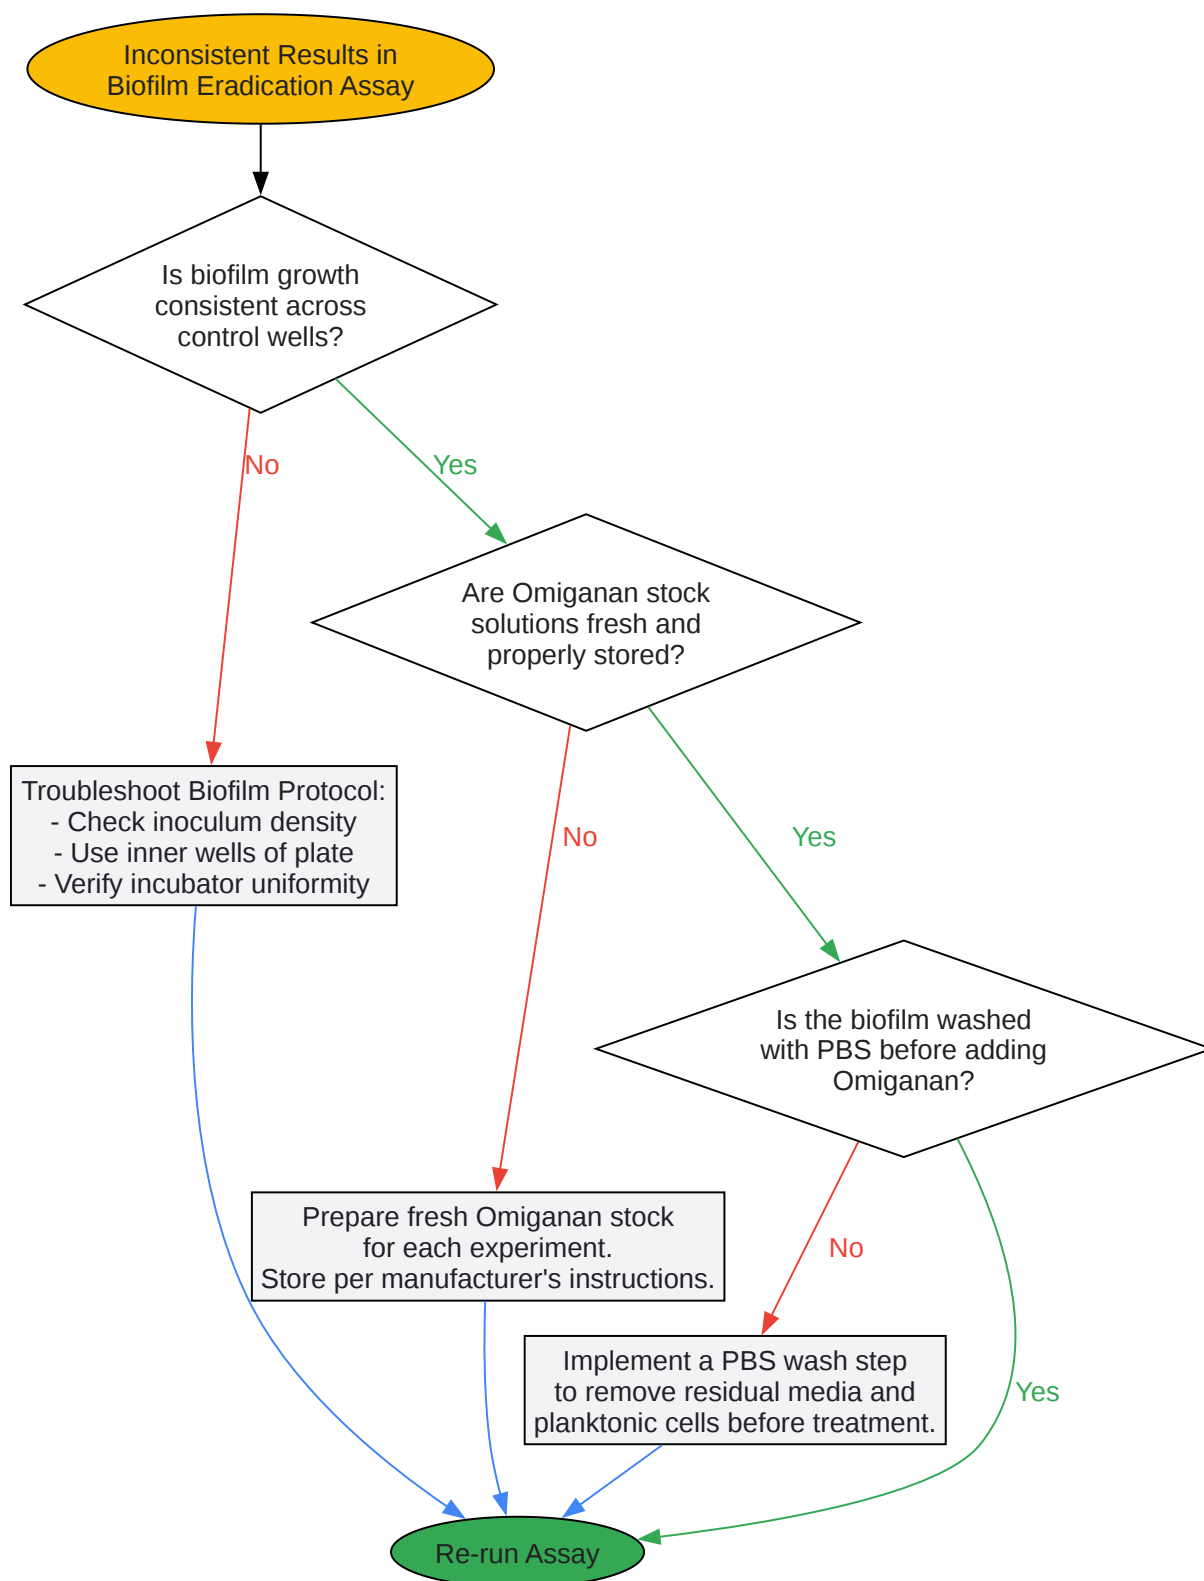 Inconsistent Results in
Biofilm Eradication Assay
Is biofilm growth
consistent across
control wells?
No
Yes
Are Omiganan stock
solutions fresh and
properly stored?
Troubleshoot Biofilm Protocol:
- Check inoculum density
- Use inner wells of plate
- Verify incubator uniformity
No
Yes
Is the biofilm washed
with PBS before adding
Omiganan?
Prepare fresh Omiganan stock
for each experiment.
Store per manufacturer's instructions.
No
Implement a PBS wash step
to remove residual media and
planktonic cells before treatment.
Yes
Re-run Assay